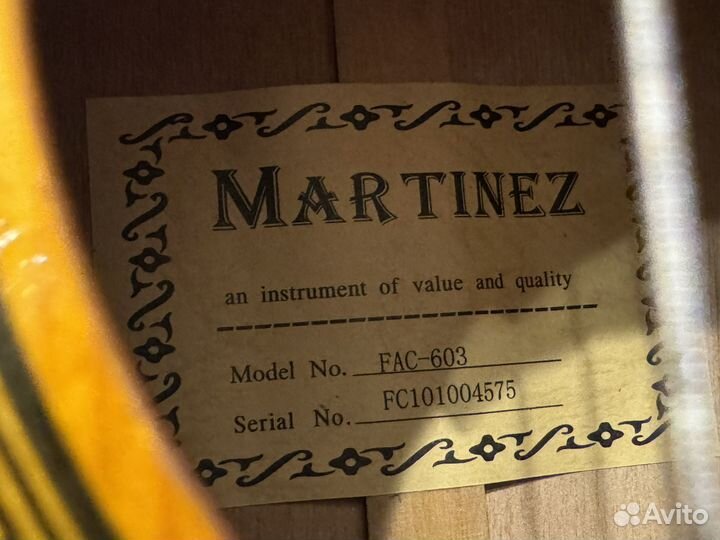 MARTINEZ
an instrument of value and quality
Model No. FAC-603
Serial No. FC101004575
Avito